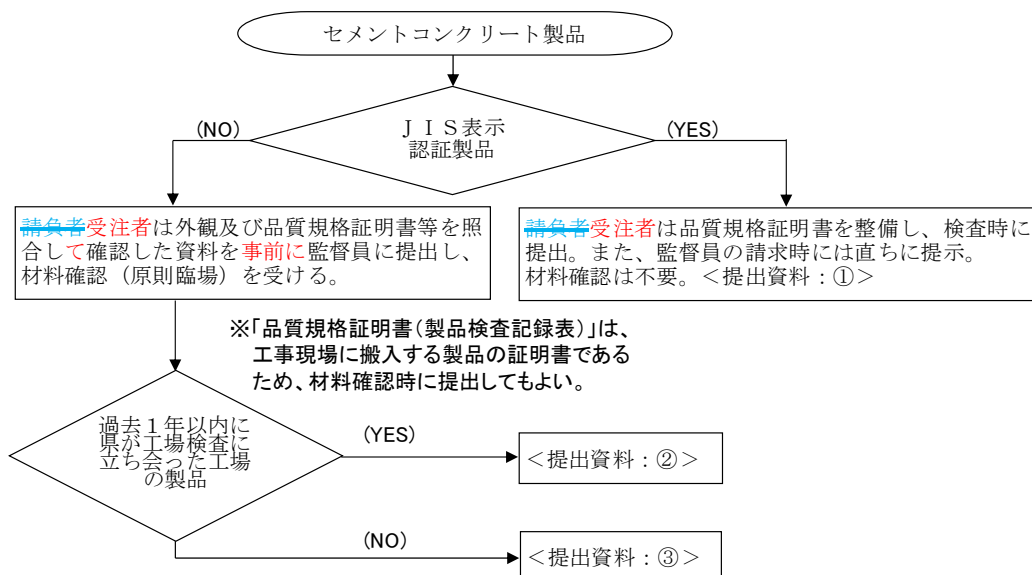 セメントコンクリート製品
ＪＩＳ表示
認証製品
(NO)
(YES)
請負者受注者は外観及び品質規格証明書等を照
合して確認した資料を事前に監督員に提出し、
材料確認（原則臨場）を受ける。
請負者受注者は品質規格証明書を整備し、検査時に
提出。また、監督員の請求時には直ちに提示。
材料確認は不要。＜提出資料：①＞
※「品質規格証明書（製品検査記録表）」は、
工事現場に搬入する製品の証明書である
ため、材料確認時に提出してもよい。
過去１年以内に
県が工場検査に
立ち会った工場
の製品
(YES)
＜提出資料：②＞
(NO)
＜提出資料：③＞